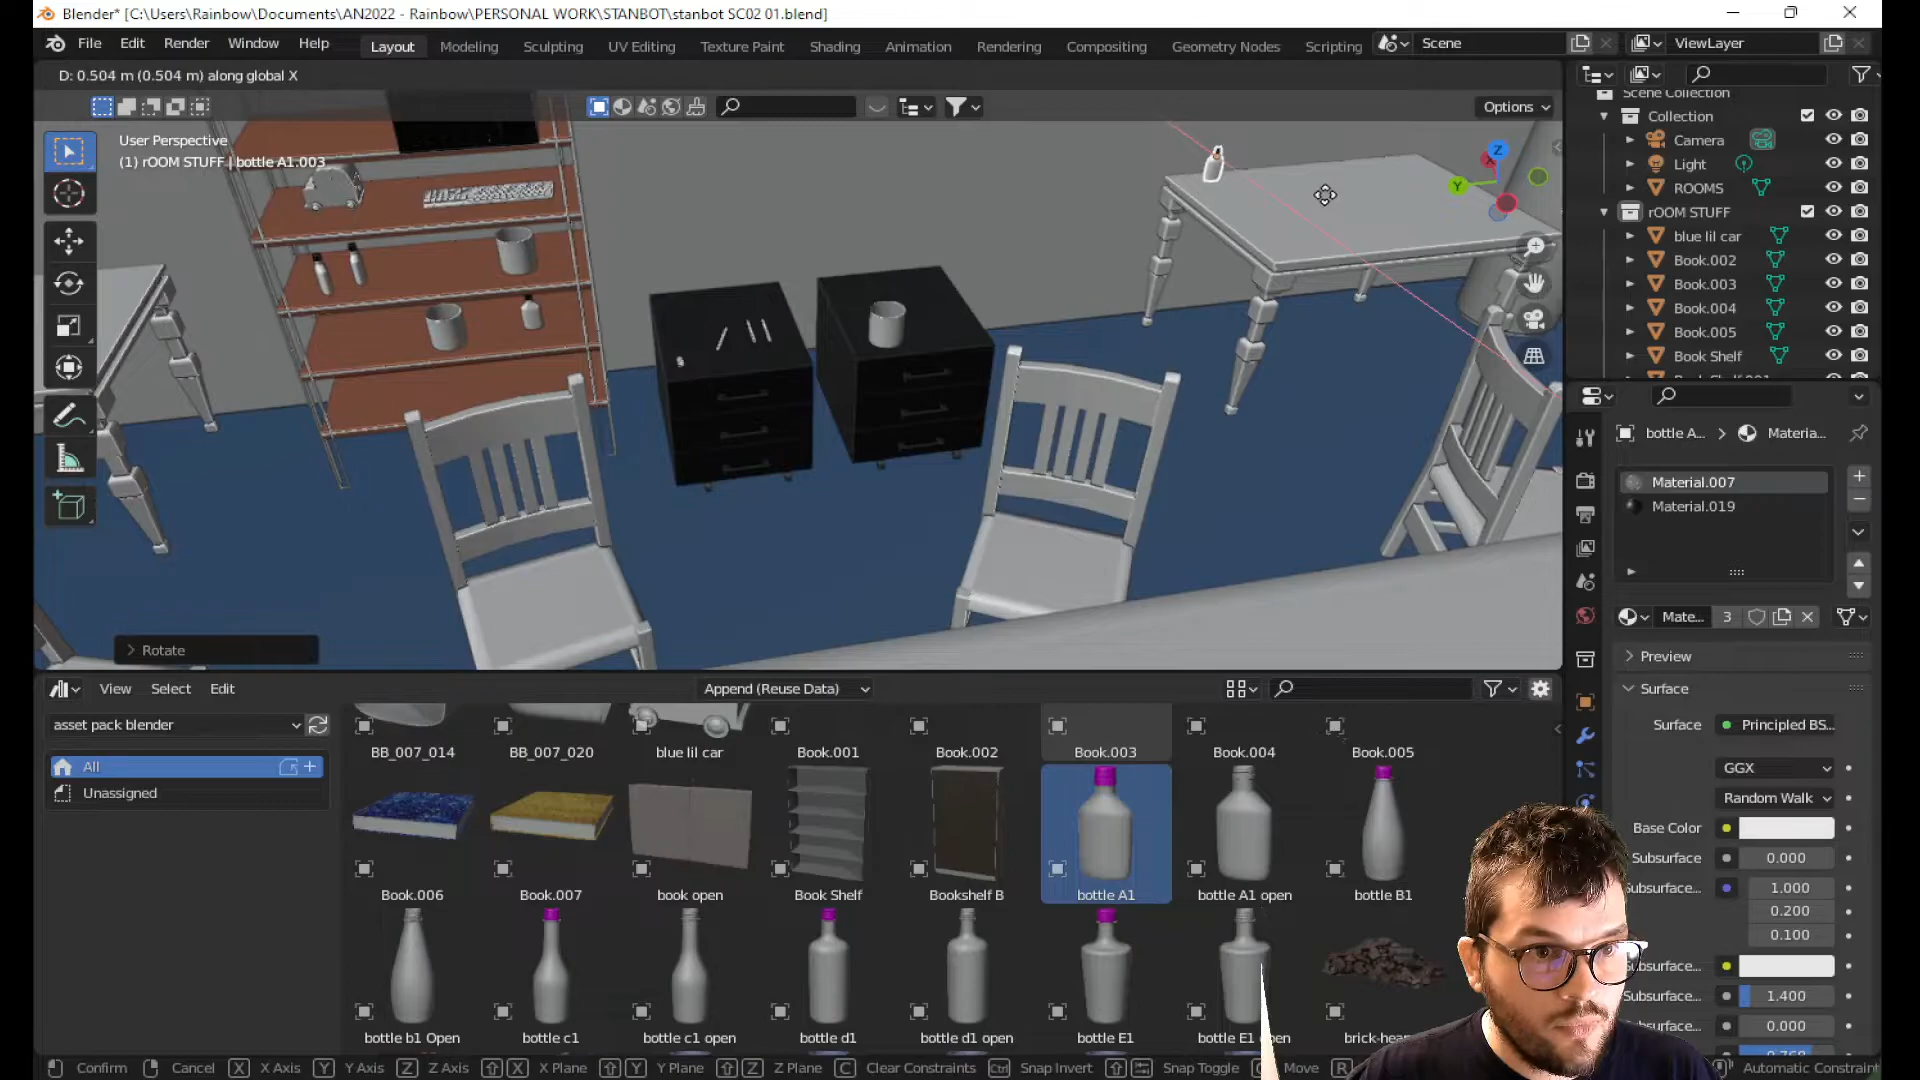 Blender* [C:\Users\Rainbow\Documents\AN2022 - Rainbow\PERSONAL WORK\STANBOT\stanbot SC02 01.blend]
File Edit Render Window Help Layout Modeling Sculpting UV Editing Texture Paint Shading Animation Rendering Compositing Geometry Nodes Scripting Scene ViewLayer
D: 0.504 m (0.504 m) along global X
Options
User Perspective
(1) rOOM STUFF | bottle A1.003
Z
X
Y
Rotate
Scene Collection
Collection
Camera
Light
ROOMS
rOOM STUFF
blue lil car
Book.002
Book.003
Book.004
Book.005
Book Shelf
bottle A... > Materia...
Material.007
Material.019
Mate... 3
Preview
Surface
Surface Principled BS...
GGX
Random Walk
Base Color
Subsurface 0.000
Subsurface... 1.000
0.200
0.100
Subsurface...
Subsurface... 1.400
Subsurface... 0.000
View Select Edit Append (Reuse Data)
asset pack blender
All
Unassigned
BB_007_014 BB_007_020 blue lil car Book.001 Book.002 Book.003 Book.004 Book.005
Book.006 Book.007 book open Book Shelf Bookshelf B bottle A1 bottle A1 open bottle B1
bottle b1 Open bottle c1 bottle c1 open bottle d1 bottle d1 open bottle E1 bottle E1
Confirm Cancel X X Axis Y Y Axis Z Z Axis X X Plane Y Y Plane Z Z Plane C Clear Constraints Ctrl Snap Invert Snap Toggle G Move R Automatic Constraint